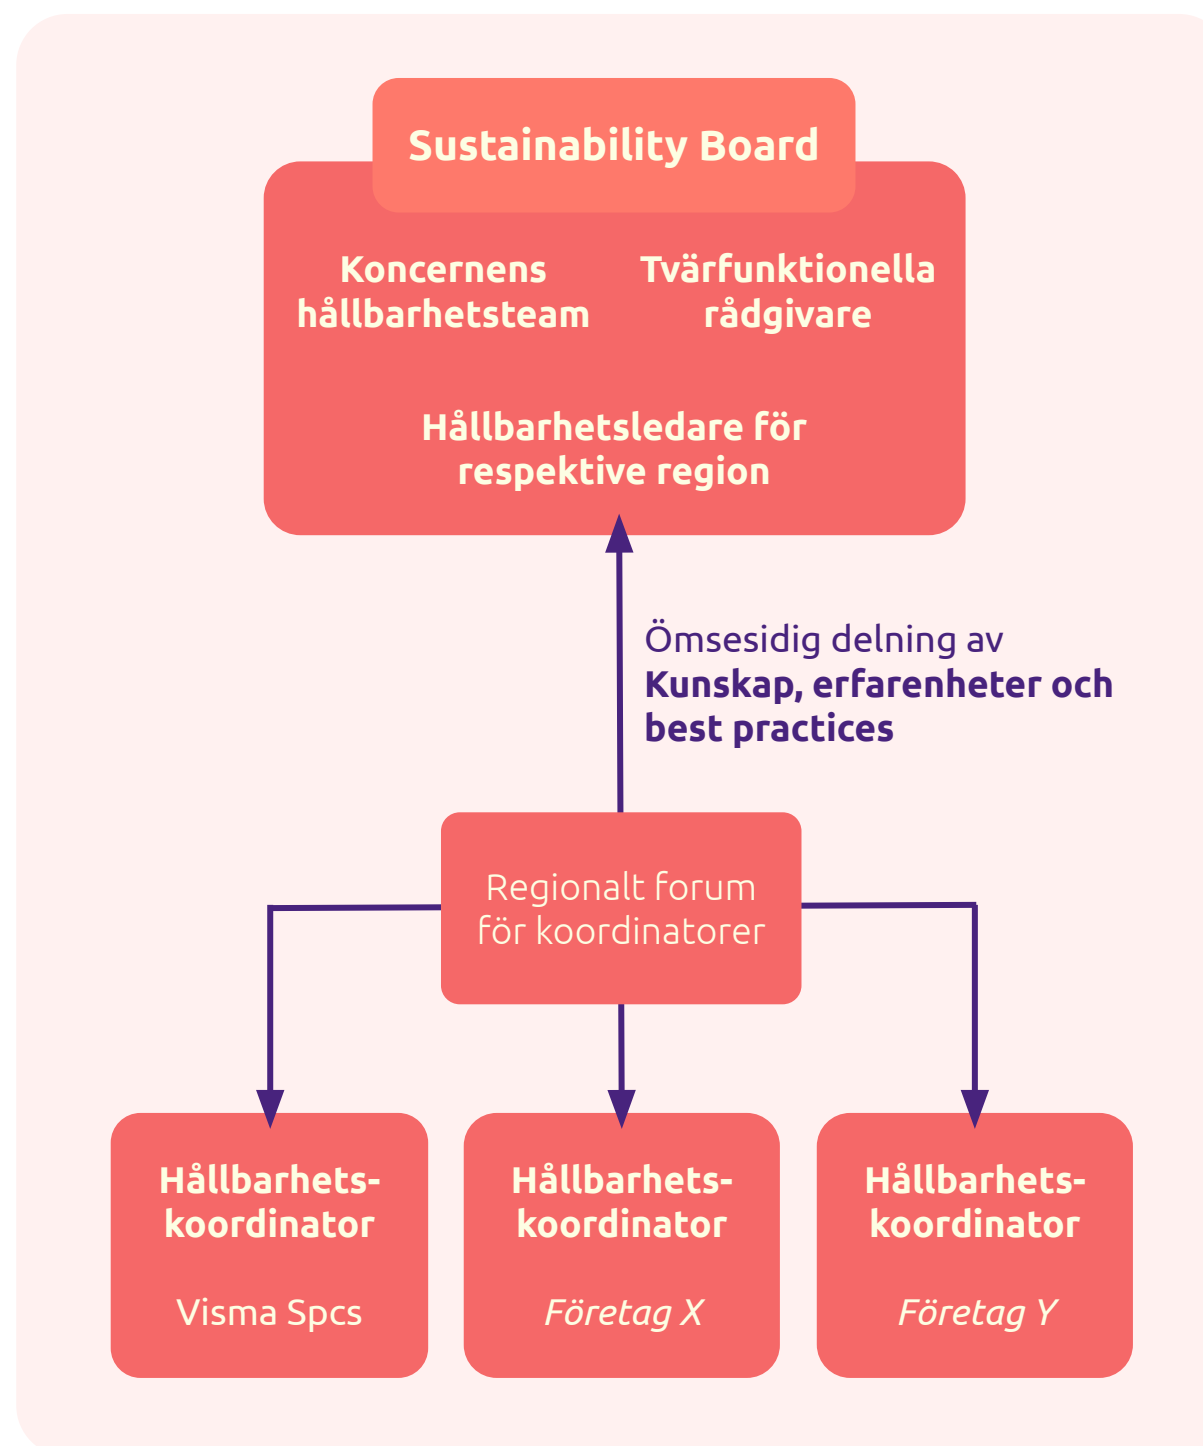 Sustainability Board
Koncernens
hållbarhetsteam
Tvärfunktionella
rådgivare
Hållbarhetsledare för
respektive region
Ömsesidig delning av
Kunskap, erfarenheter och
best practices
Regionalt forum
för koordinatorer
Hållbarhets-
koordinator
Visma Spcs
Hållbarhets-
koordinator
Företag X
Hållbarhets-
koordinator
Företag Y